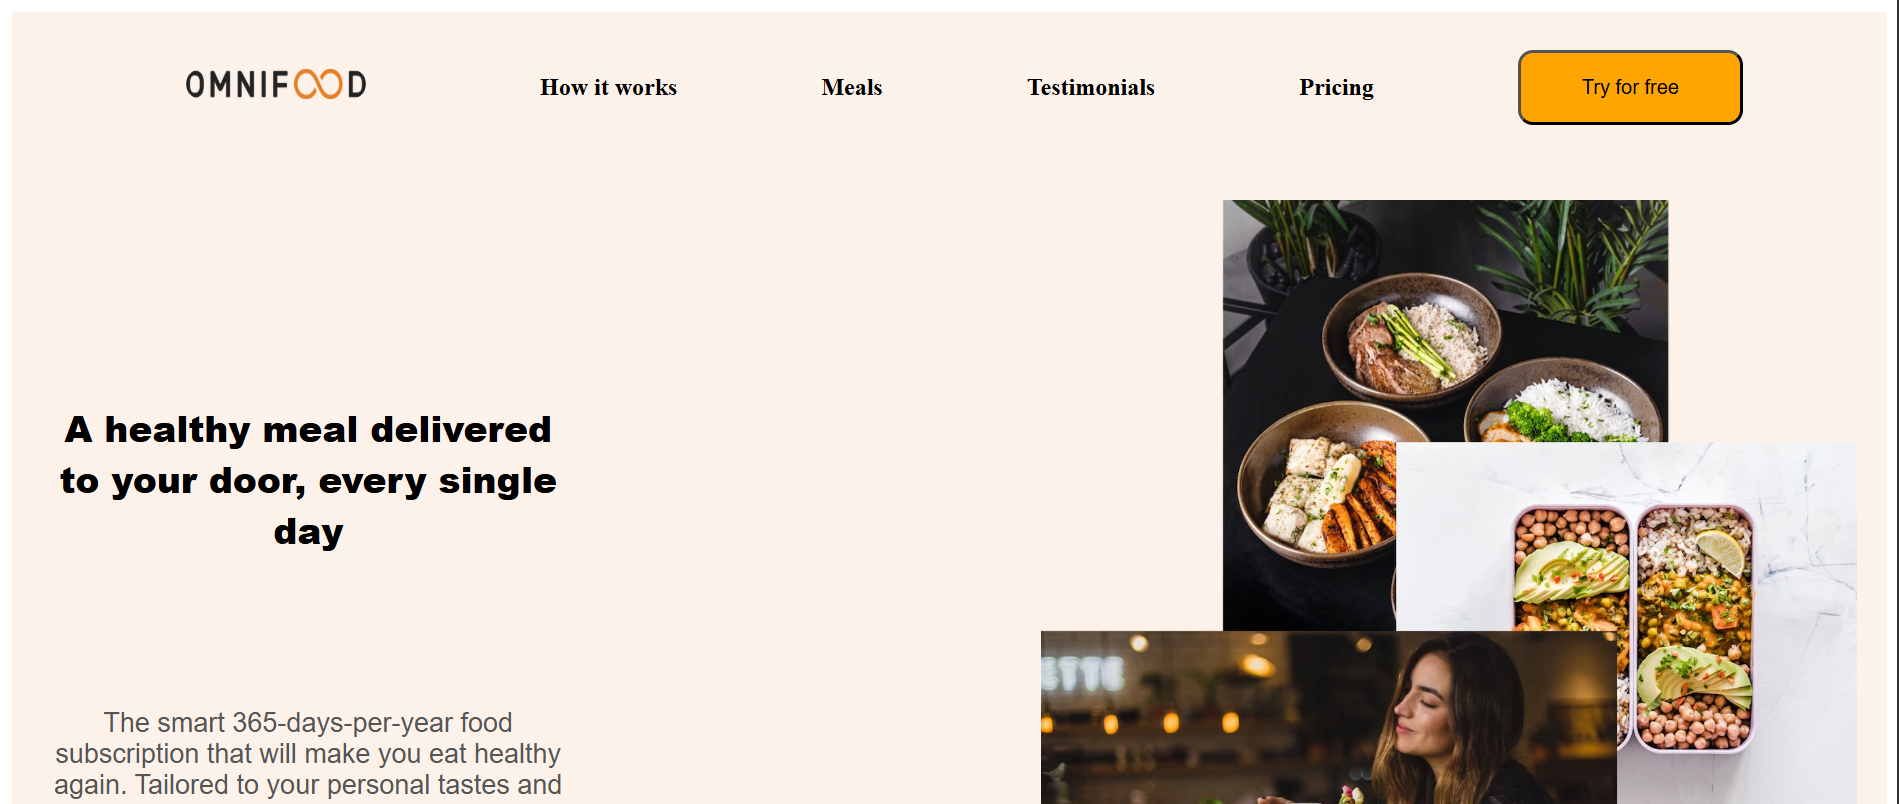 OMNIFOOD
How it works
Meals
Testimonials
Pricing
Try for free
A healthy meal delivered
to your door, every single
day
ETTE
The smart 365-days-per-year food
subscription that will make you eat healthy
again. Tailored to your personal tastes and